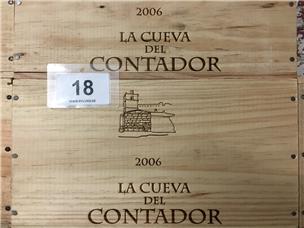 2006
LA CUEVA
DEL
CONTADOR
18
2006
LA CUEVA
DEL
CONTADOR